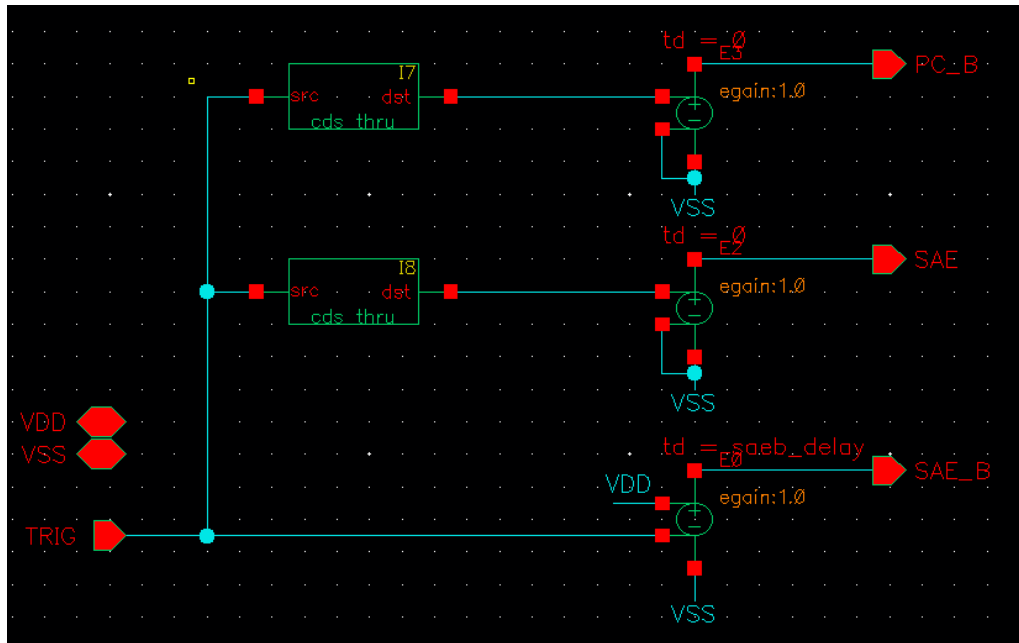 td = 0
E3
I7
PC_B
src dst
egain:1.0
cds_thru
VSS
td = 0
E2
I8
SAE
src dst
egain:1.0
cds_thru
VSS
VDD
td = saeb_delay
E0
VSS
SAE_B
VDD
egain:1.0
TRIG
VSS